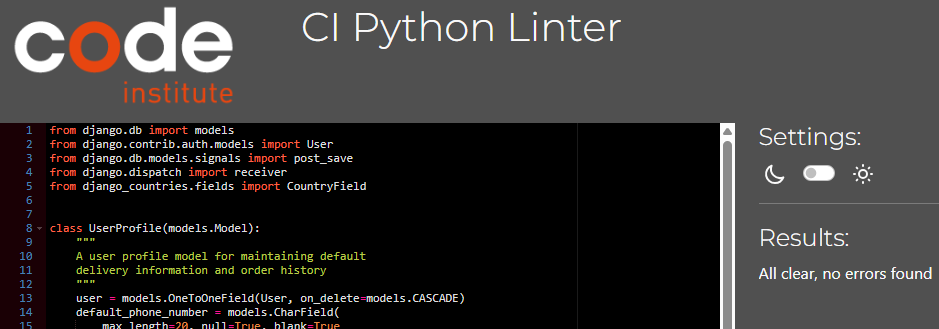 code
institute
CI Python Linter
1 from django.db import models
2 from django.contrib.auth.models import User
3 from django.db.models.signals import post_save
4 from django.dispatch import receiver
5 from django_countries.fields import CountryField
6
7
8 class UserProfile(models.Model):
9     """
10     A user profile model for maintaining default
11     delivery information and order history
12     """
13     user = models.OneToOneField(User, on_delete=models.CASCADE)
14     default_phone_number = models.CharField(
15         max_length=20, null=True, blank=True
Settings:
Results:
All clear, no errors found